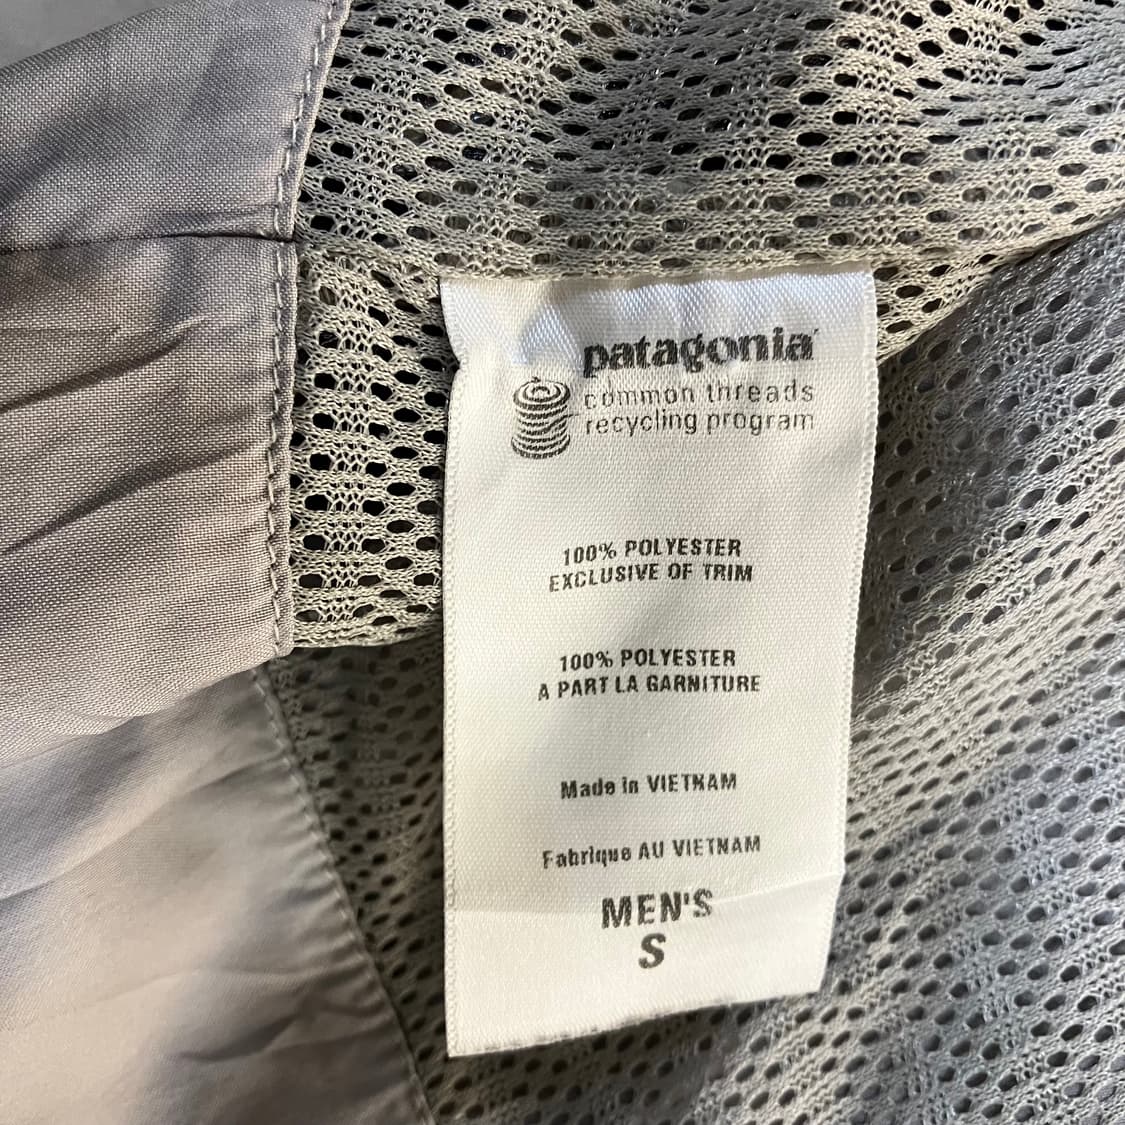 patagonia
common threads
recycling program
100% POLYESTER
EXCLUSIVE OF TRIM
100% POLYESTER
A PART LA GARNITURE
Made in VIETNAM
Fabrique AU VIETNAM
MEN'S
S